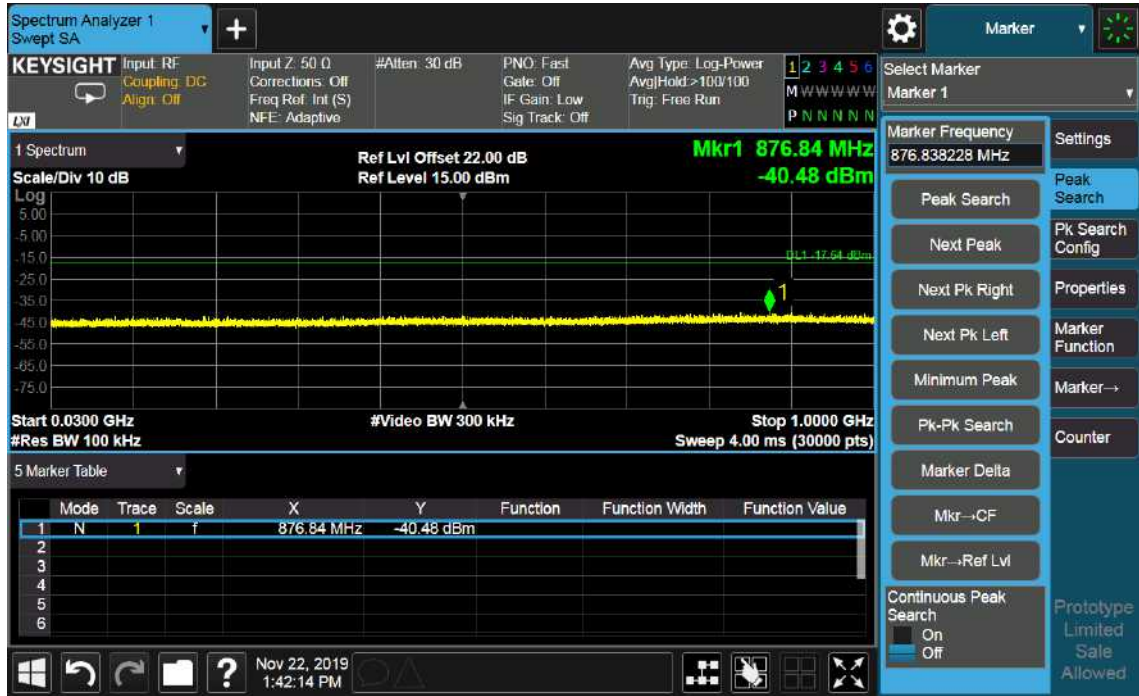 Spectrum Analyzer 1
Swept SA
+
Marker
KEYSIGHT
LXI
Input: RF
Coupling: DC
Align: Off
Input Z: 50 Ω
Corrections: Off
Freq Ref: Int (S)
NFE: Adaptive
#Atten: 30 dB
PNO: Fast
Gate: Off
IF Gain: Low
Sig Track: Off
Avg Type: Log-Power
Avg|Hold:>100/100
Trig: Free Run
1 2 3 4 5 6
M W W W W W
P N N N N N
Select Marker
Marker 1
1 Spectrum
Scale/Div 10 dB
Ref Lvl Offset 22.00 dB
Ref Level 15.00 dBm
Mkr1 876.84 MHz
-40.48 dBm
Log
5.00
-5.00
-15.0
-25.0
-35.0
-45.0
-55.0
-65.0
-75.0
DL1 -17.64 dBm
1
Start 0.0300 GHz
#Res BW 100 kHz
#Video BW 300 kHz
Stop 1.0000 GHz
Sweep 4.00 ms (30000 pts)
5 Marker Table
Mode Trace Scale X Y Function Function Width Function Value
1 N 1 f 876.84 MHz -40.48 dBm
2
3
4
5
6
Marker Frequency
876.838228 MHz
Peak Search
Next Peak
Next Pk Right
Next Pk Left
Minimum Peak
Pk-Pk Search
Marker Delta
Mkr→CF
Mkr→Ref Lvl
Continuous Peak
Search
On
Off
Settings
Peak
Search
Pk Search
Config
Properties
Marker
Function
Marker→
Counter
Prototype
Limited
Sale
Allowed
?
Nov 22, 2019
1:42:14 PM